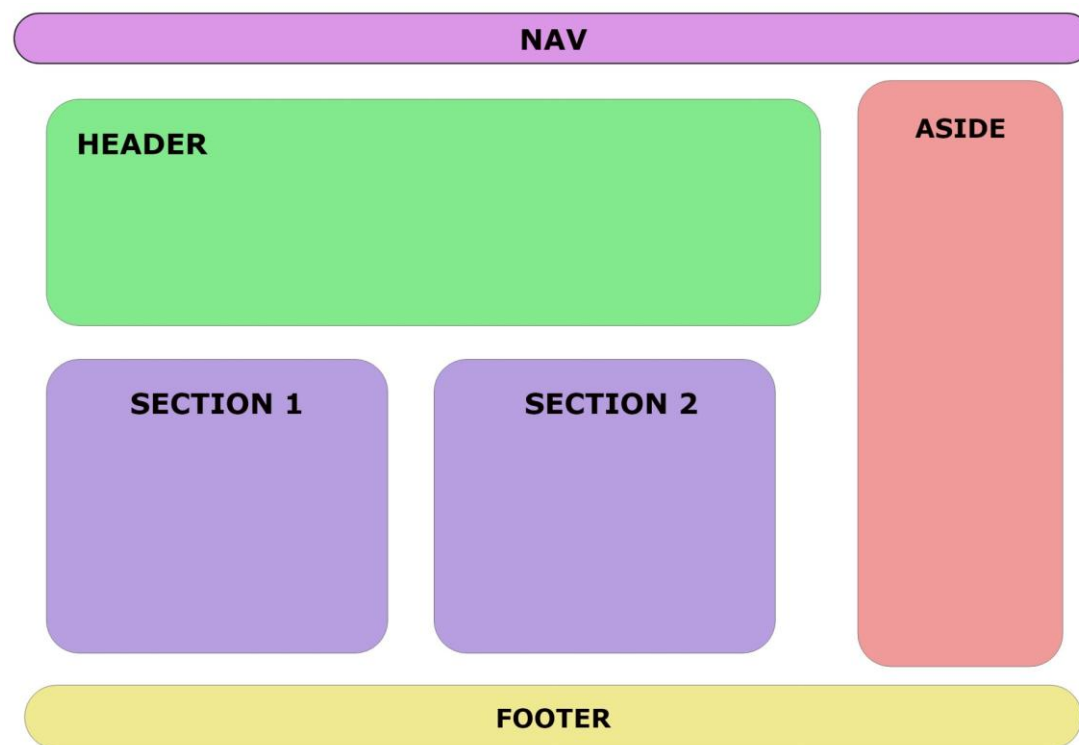 NAV
HEADER
ASIDE
SECTION 1
SECTION 2
FOOTER